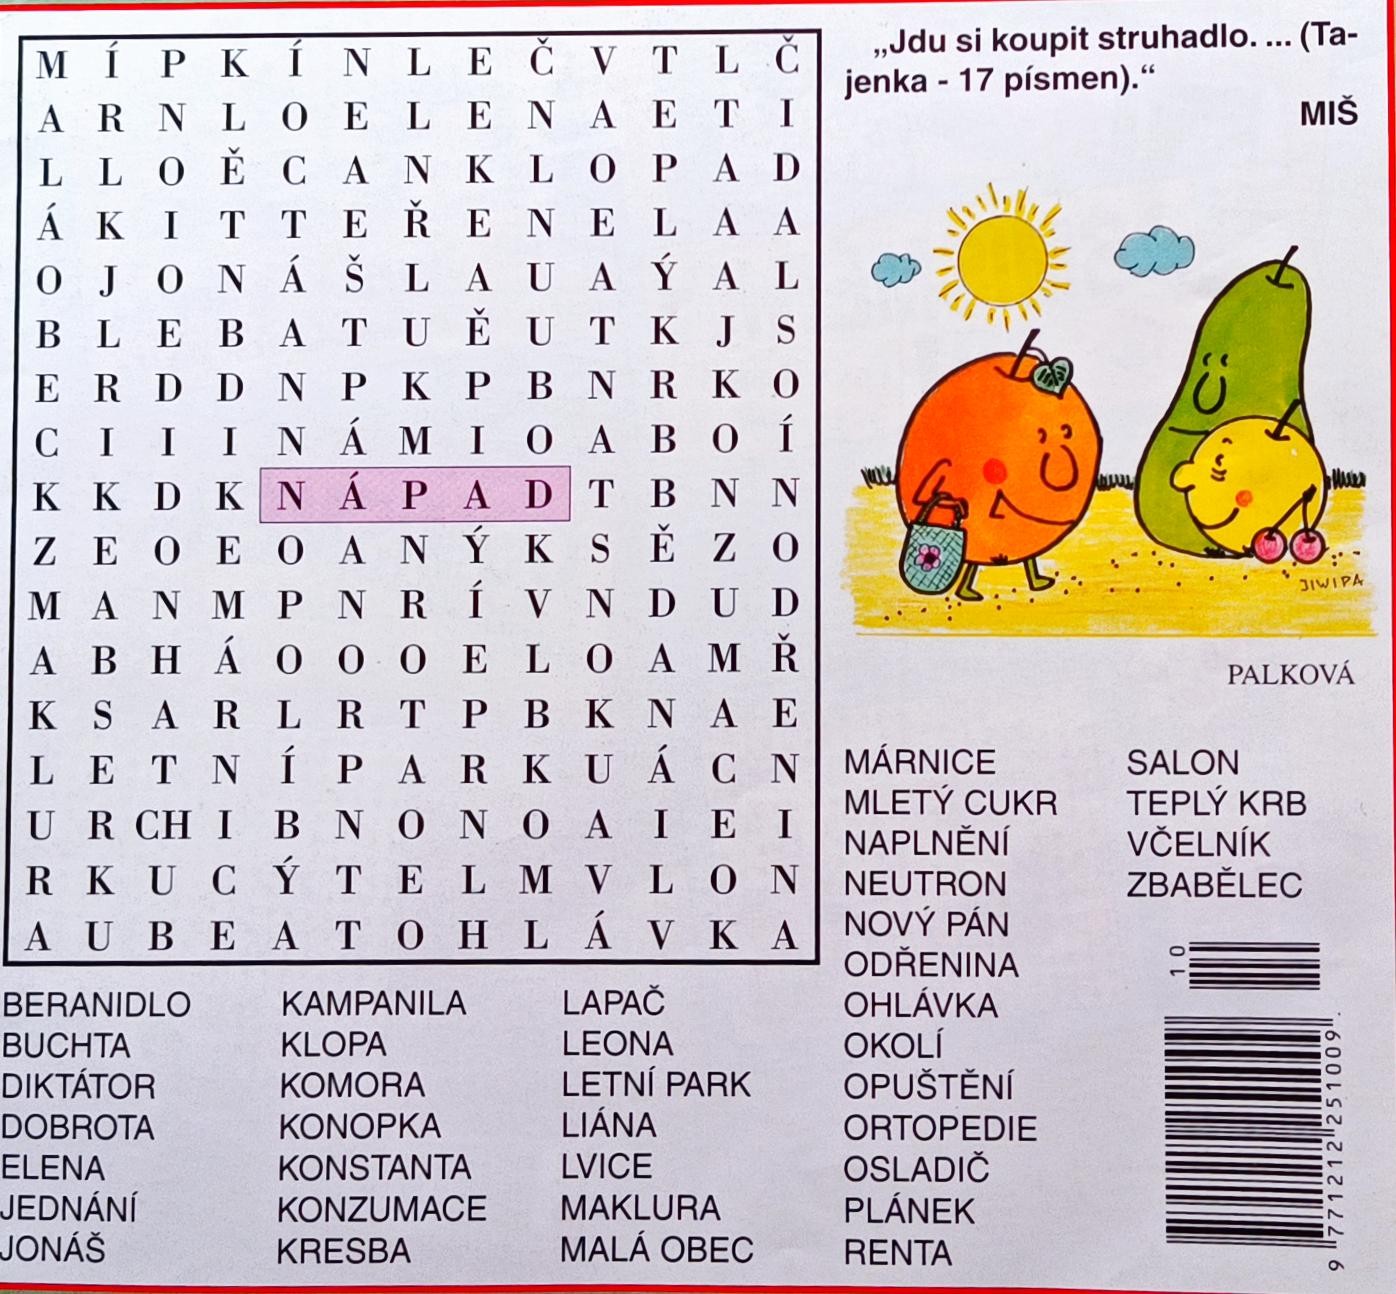 „Jdu si koupit struhadlo. ... (Ta-
jenka - 17 písmen).“
MIŠ
M Í P K Í N L E Č V T L Č
A R N L O E L E N A E T I
L L O Ě C A N K L O P A D
Á K I T T E Ř E N E L A A
O J O N Á Š L A U A Ý A L
B L E B A T U Ě U T K J S
E R D D N P K P B N R K O
C I I I N Á M I O A B O Í
K K D K N Á P A D T B N N
Z E O E O A N Ý K S Ě Z O
M A N M P N R Í V N D U D
A B H Á O O O E L O A M Ř
K S A R L R T P B K N A E
L E T N Í P A R K U Á C N
U R CH I B N O N O A I E I
R K U C Ý T E L M V L O N
A U B E A T O H L Á V K A
JIWIPA
PALKOVÁ
BERANIDLO
BUCHTA
DIKTÁTOR
DOBROTA
ELENA
JEDNÁNÍ
JONÁŠ
KAMPANILA
KLOPA
KOMORA
KONOPKA
KONSTANTA
KONZUMACE
KRESBA
LAPAČ
LEONA
LETNÍ PARK
LIÁNA
LVICE
MAKLURA
MALÁ OBEC
MÁRNICE
MLETÝ CUKR
NAPLNĚNÍ
NEUTRON
NOVÝ PÁN
ODŘENINA
OHLÁVKA
OKOLÍ
OPUŠTĚNÍ
ORTOPEDIE
OSLADIČ
PLÁNEK
RENTA
SALON
TEPLÝ KRB
VČELNÍK
ZBABĚLEC
10
9 771212 251009